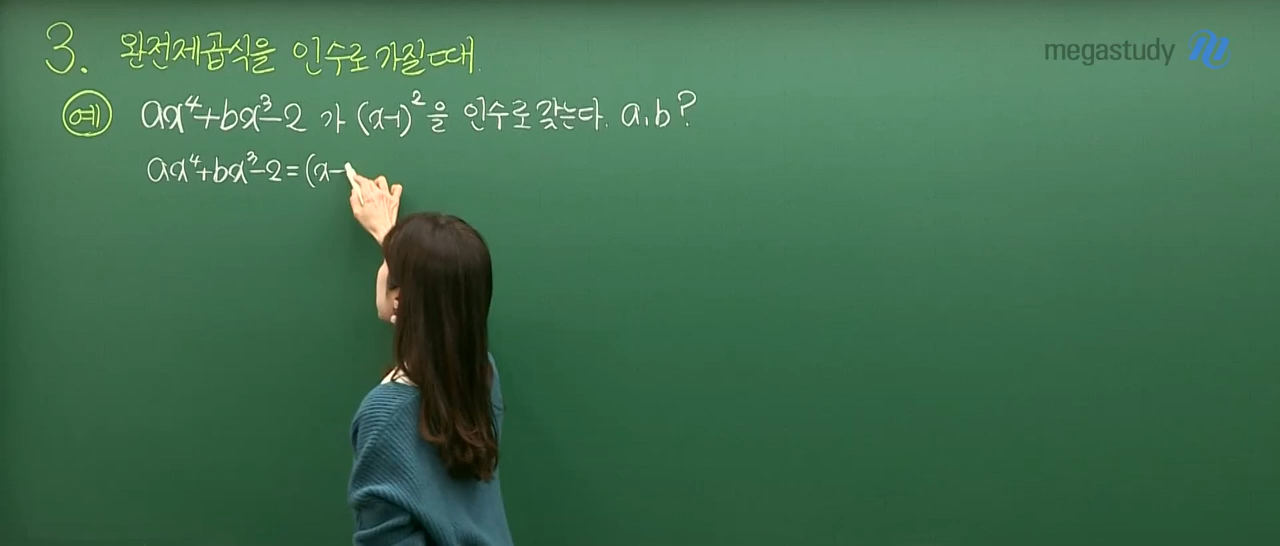 3. 완전제곱식을 인수로 가질 때.
megastudy
예 ax⁴+bx³-2 가 (x-1)²을 인수로 갖는다. a,b?
ax⁴+bx³-2=(x-